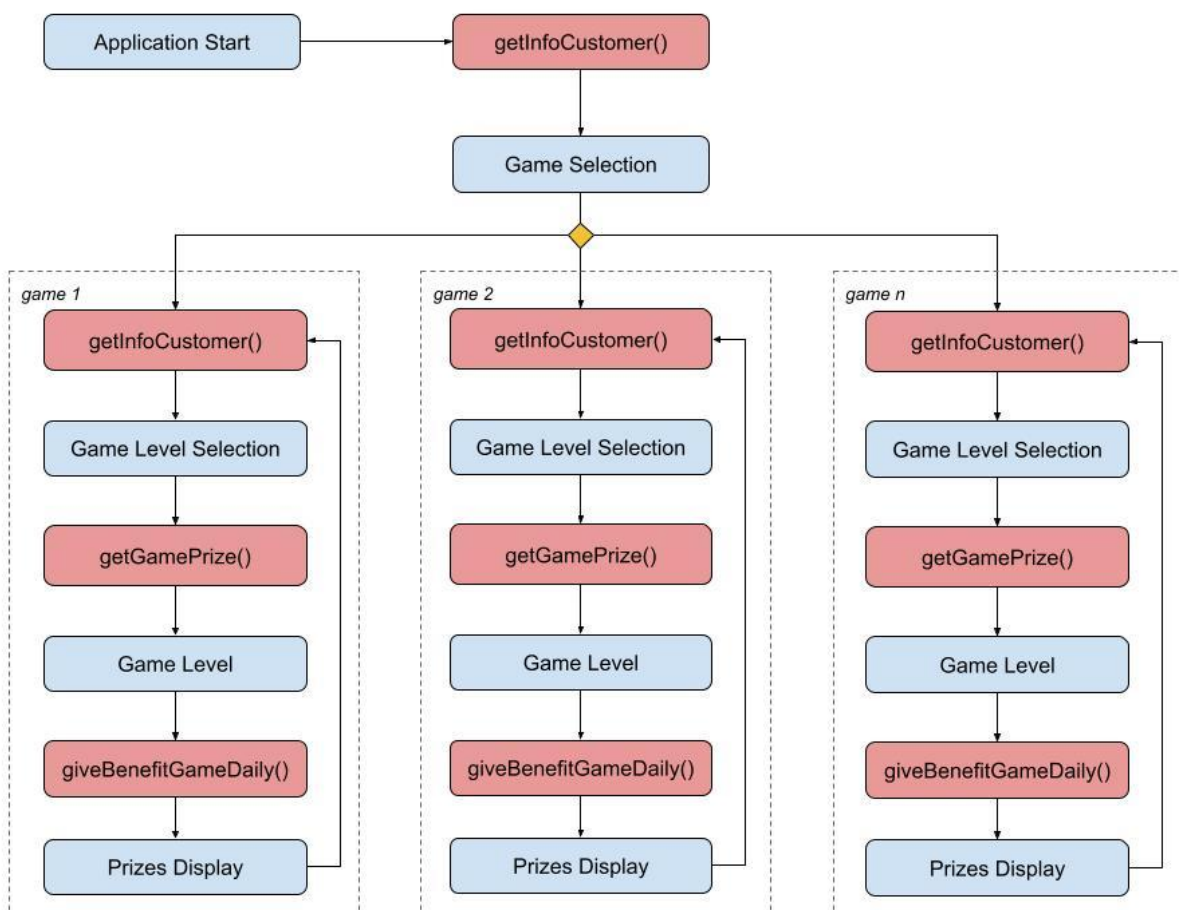 Application Start
getInfoCustomer()
Game Selection
game 1
getInfoCustomer()
Game Level Selection
getGamePrize()
Game Level
giveBenefitGameDaily()
Prizes Display
game 2
getInfoCustomer()
Game Level Selection
getGamePrize()
Game Level
giveBenefitGameDaily()
Prizes Display
game n
getInfoCustomer()
Game Level Selection
getGamePrize()
Game Level
giveBenefitGameDaily()
Prizes Display